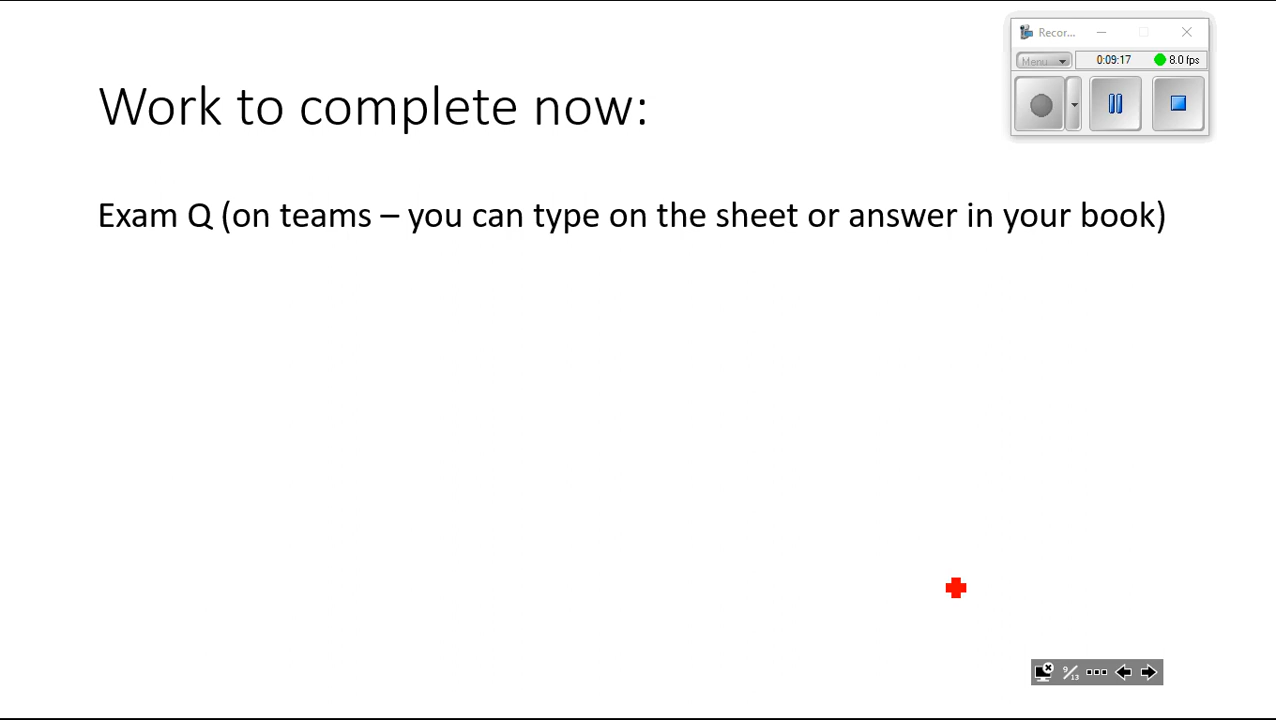 Recor...
Menu
0:09:17
8.0 fps
Work to complete now:
Exam Q (on teams – you can type on the sheet or answer in your book)
9/13